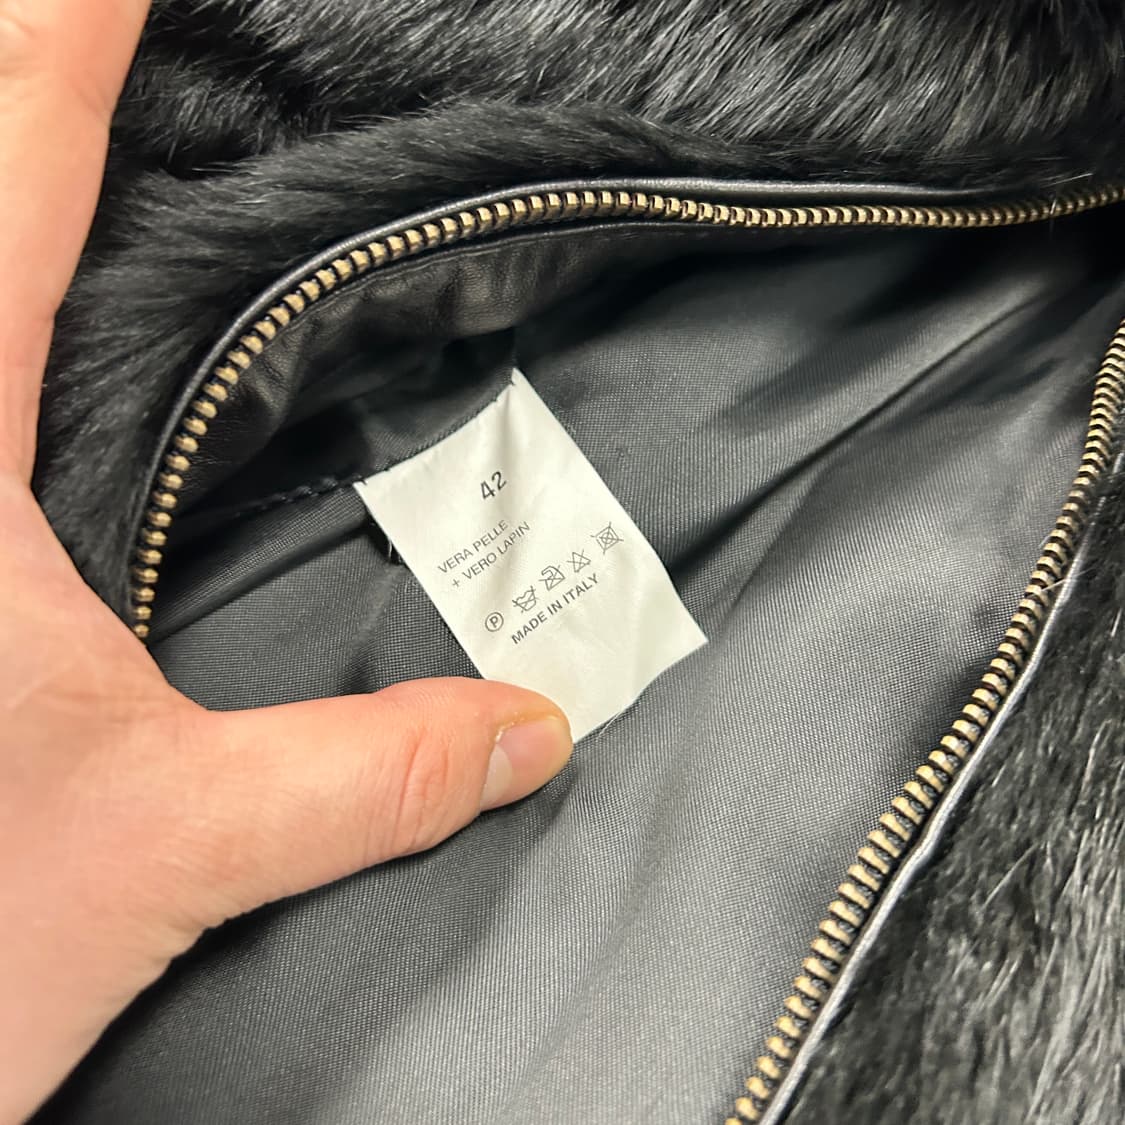 42
VERA PELLE
+ VERO LAPIN
P
MADE IN ITALY